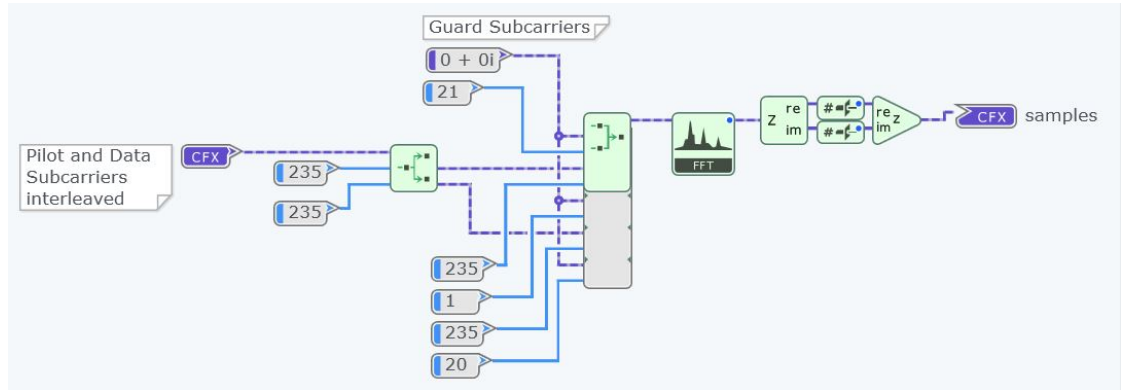 Guard Subcarriers
0 + 0i
21
Pilot and Data
Subcarriers
interleaved
CFX
235
235
235
1
235
20
FFT
z
re
im
#
#
re
im
z
CFX
samples